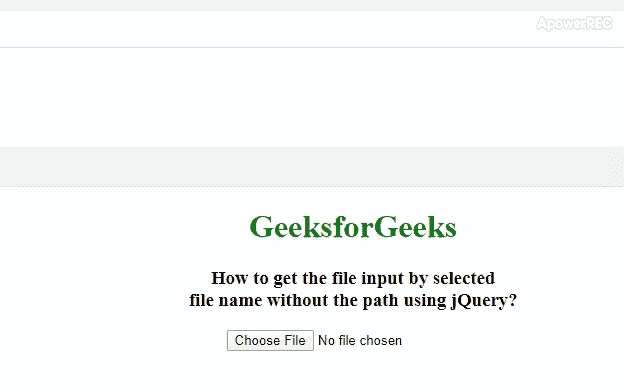 ApowerREC
GeeksforGeeks
How to get the file input by selected
file name without the path using jQuery?
Choose File No file chosen